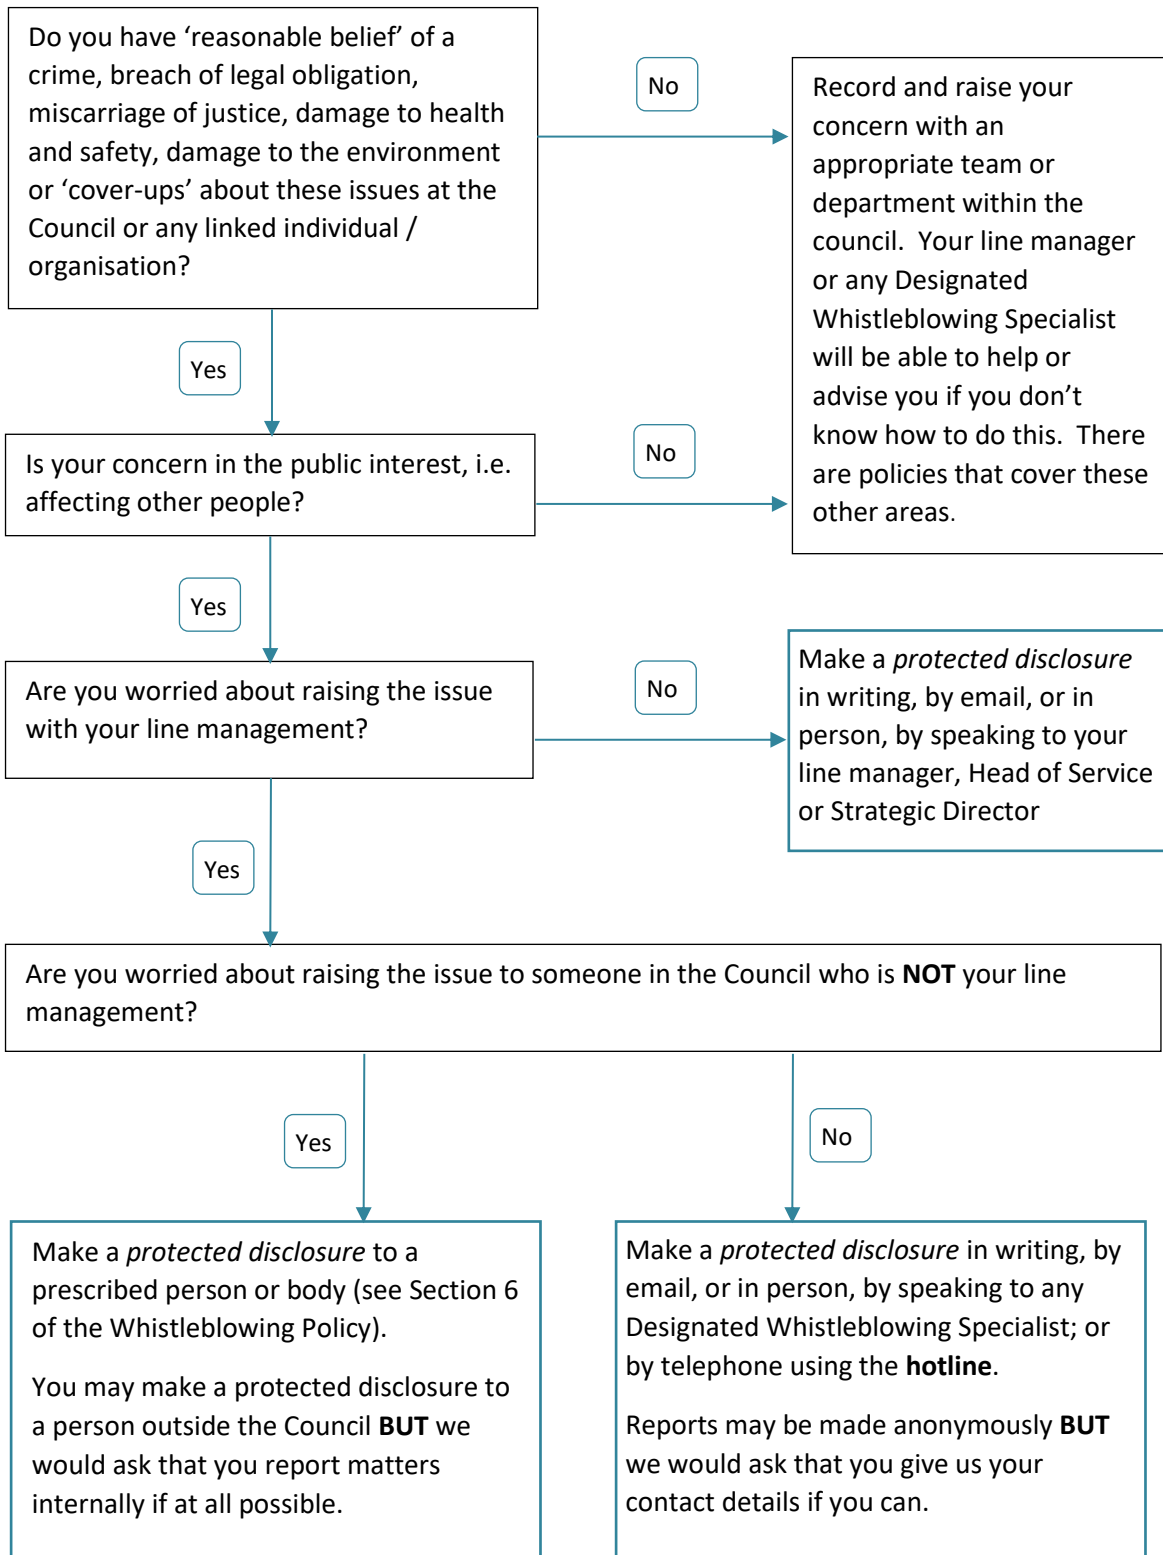 Do you have ‘reasonable belief’ of a
crime, breach of legal obligation,
miscarriage of justice, damage to health
and safety, damage to the environment
or ‘cover-ups’ about these issues at the
Council or any linked individual /
organisation?
No
Record and raise your
concern with an
appropriate team or
department within the
council.  Your line manager
or any Designated
Whistleblowing Specialist
will be able to help or
advise you if you don’t
know how to do this.  There
are policies that cover these
other areas.
Yes
Is your concern in the public interest, i.e.
affecting other people?
No
Yes
Are you worried about raising the issue
with your line management?
No
Make a protected disclosure
in writing, by email, or in
person, by speaking to your
line manager, Head of Service
or Strategic Director
Yes
Are you worried about raising the issue to someone in the Council who is NOT your line
management?
Yes
No
Make a protected disclosure to a
prescribed person or body (see Section 6
of the Whistleblowing Policy).
You may make a protected disclosure to
a person outside the Council BUT we
would ask that you report matters
internally if at all possible.
Make a protected disclosure in writing, by
email, or in person, by speaking to any
Designated Whistleblowing Specialist; or
by telephone using the hotline.
Reports may be made anonymously BUT
we would ask that you give us your
contact details if you can.